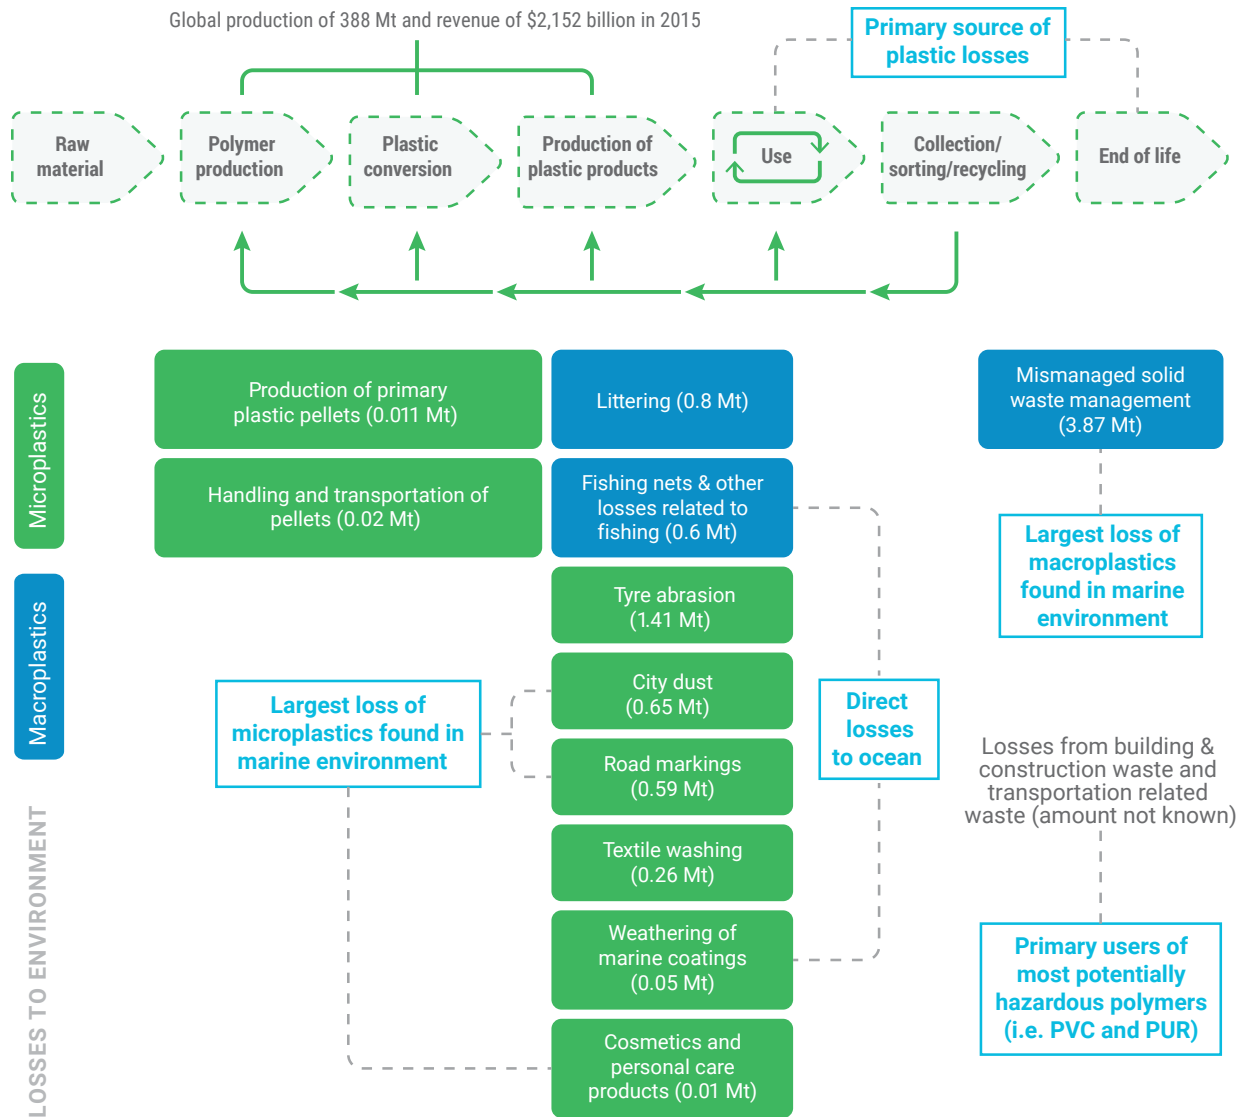 Global production of 388 Mt and revenue of $2,152 billion in 2015
Primary source of
plastic losses
Raw
material
Polymer
production
Plastic
conversion
Production of
plastic products
Use
Collection/
sorting/recycling
End of life
Microplastics
Macroplastics
LOSSES TO ENVIRONMENT
Production of primary
plastic pellets (0.011 Mt)
Handling and transportation of
pellets (0.02 Mt)
Littering (0.8 Mt)
Fishing nets & other
losses related to
fishing (0.6 Mt)
Tyre abrasion
(1.41 Mt)
City dust
(0.65 Mt)
Road markings
(0.59 Mt)
Textile washing
(0.26 Mt)
Weathering of
marine coatings
(0.05 Mt)
Cosmetics and
personal care
products (0.01 Mt)
Largest loss of
microplastics found in
marine environment
Direct
losses
to ocean
Mismanaged solid
waste management
(3.87 Mt)
Largest loss of
macroplastics
found in marine
environment
Losses from building &
construction waste and
transportation related
waste (amount not known)
Primary users of
most potentially
hazardous polymers
(i.e. PVC and PUR)